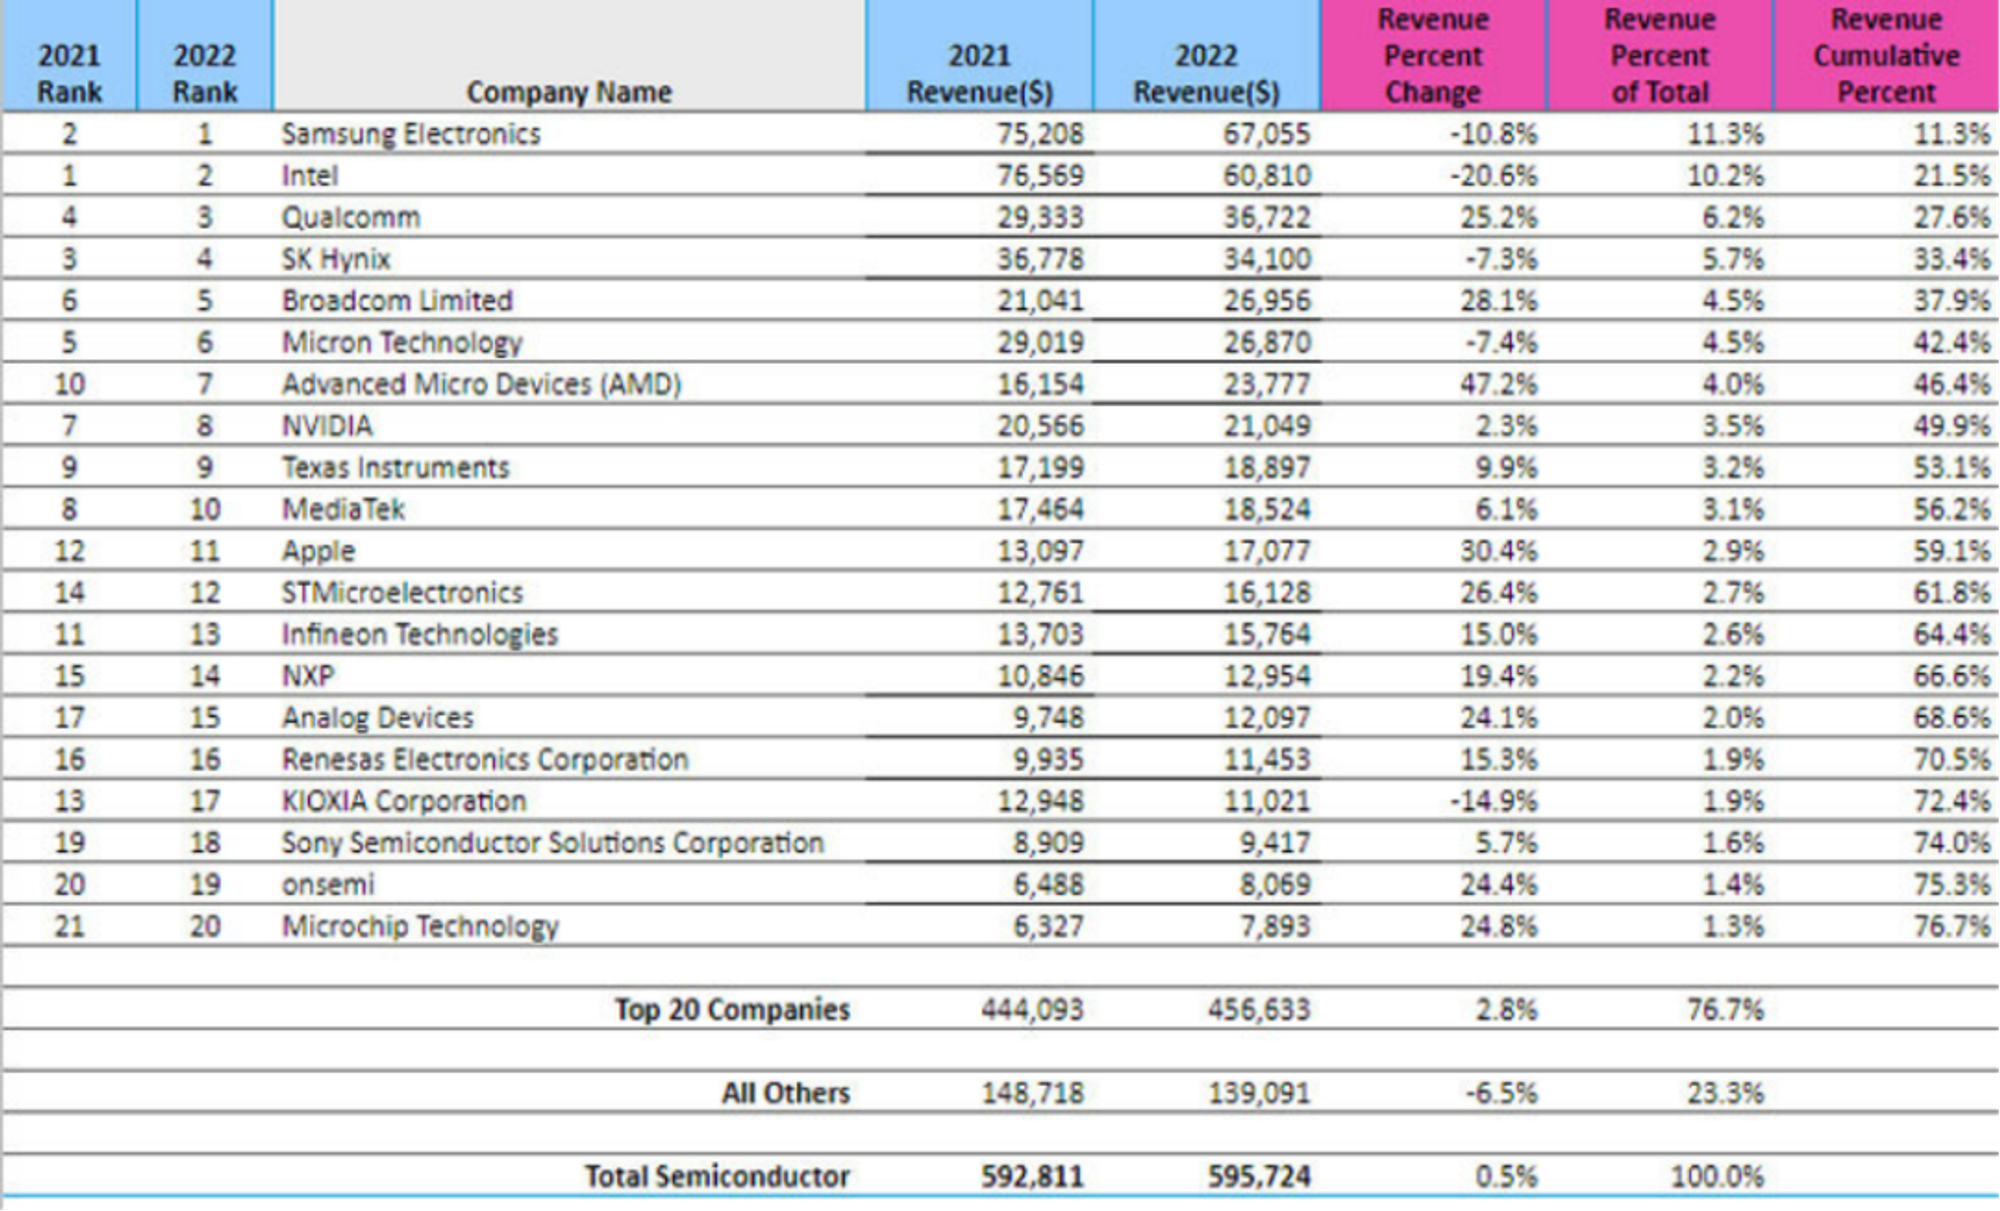 2021 Rank 2022 Rank Company Name 2021 Revenue($) 2022 Revenue($) Revenue Percent Change Revenue Percent of Total Revenue Cumulative Percent
2 1 Samsung Electronics 75,208 67,055 -10.8% 11.3% 11.3%
1 2 Intel 76,569 60,810 -20.6% 10.2% 21.5%
4 3 Qualcomm 29,333 36,722 25.2% 6.2% 27.6%
3 4 SK Hynix 36,778 34,100 -7.3% 5.7% 33.4%
6 5 Broadcom Limited 21,041 26,956 28.1% 4.5% 37.9%
5 6 Micron Technology 29,019 26,870 -7.4% 4.5% 42.4%
10 7 Advanced Micro Devices (AMD) 16,154 23,777 47.2% 4.0% 46.4%
7 8 NVIDIA 20,566 21,049 2.3% 3.5% 49.9%
9 9 Texas Instruments 17,199 18,897 9.9% 3.2% 53.1%
8 10 MediaTek 17,464 18,524 6.1% 3.1% 56.2%
12 11 Apple 13,097 17,077 30.4% 2.9% 59.1%
14 12 STMicroelectronics 12,761 16,128 26.4% 2.7% 61.8%
11 13 Infineon Technologies 13,703 15,764 15.0% 2.6% 64.4%
15 14 NXP 10,846 12,954 19.4% 2.2% 66.6%
17 15 Analog Devices 9,748 12,097 24.1% 2.0% 68.6%
16 16 Renesas Electronics Corporation 9,935 11,453 15.3% 1.9% 70.5%
13 17 KIOXIA Corporation 12,948 11,021 -14.9% 1.9% 72.4%
19 18 Sony Semiconductor Solutions Corporation 8,909 9,417 5.7% 1.6% 74.0%
20 19 onsemi 6,488 8,069 24.4% 1.4% 75.3%
21 20 Microchip Technology 6,327 7,893 24.8% 1.3% 76.7%
Top 20 Companies 444,093 456,633 2.8% 76.7%
All Others 148,718 139,091 -6.5% 23.3%
Total Semiconductor 592,811 595,724 0.5% 100.0%